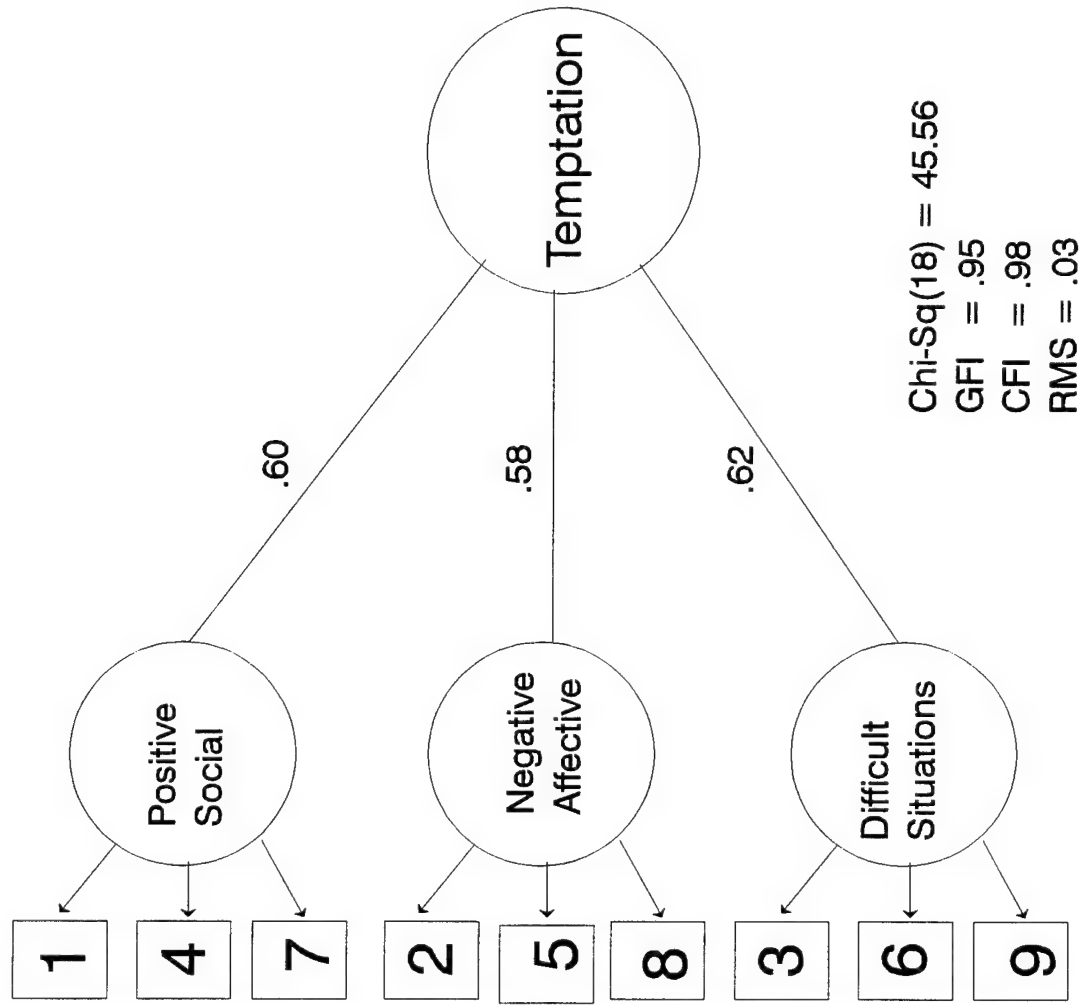 1
4
7
2
5
8
3
6
9
Positive
Social
Negative
Affective
Difficult
Situations
.60
.58
.62
Temptation
Chi-Sq(18) = 45.56
GFI = .95
CFI = .98
RMS = .03